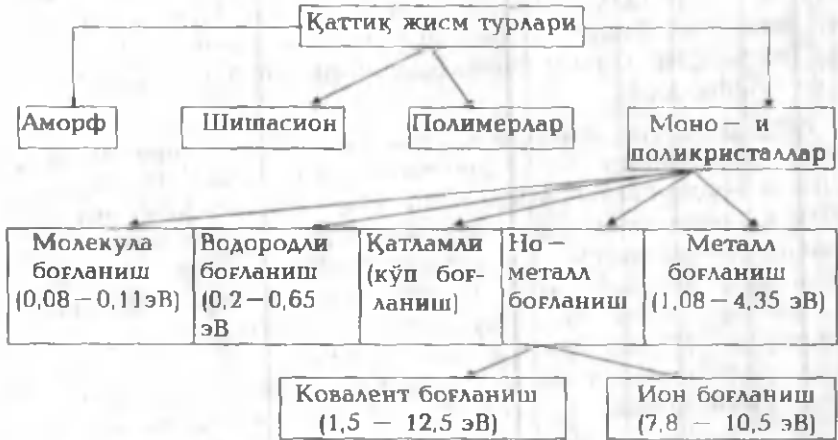 Қаттиқ жисм турлари
Аморф
Шишасион
Полимерлар
Моно – и
поликристаллар
Молекула
боғланиш
(0,08 – 0,11эВ)
Водородли
боғланиш
(0,2 – 0,65
эВ
Қатламли
(кўп боғ-
ланиш)
Но –
металл
боғланиш
Металл
боғланиш
(1,08 – 4,35 эВ)
Ковалент боғланиш
(1,5 – 12,5 эВ)
Ион боғланиш
(7,8 – 10,5 эВ)